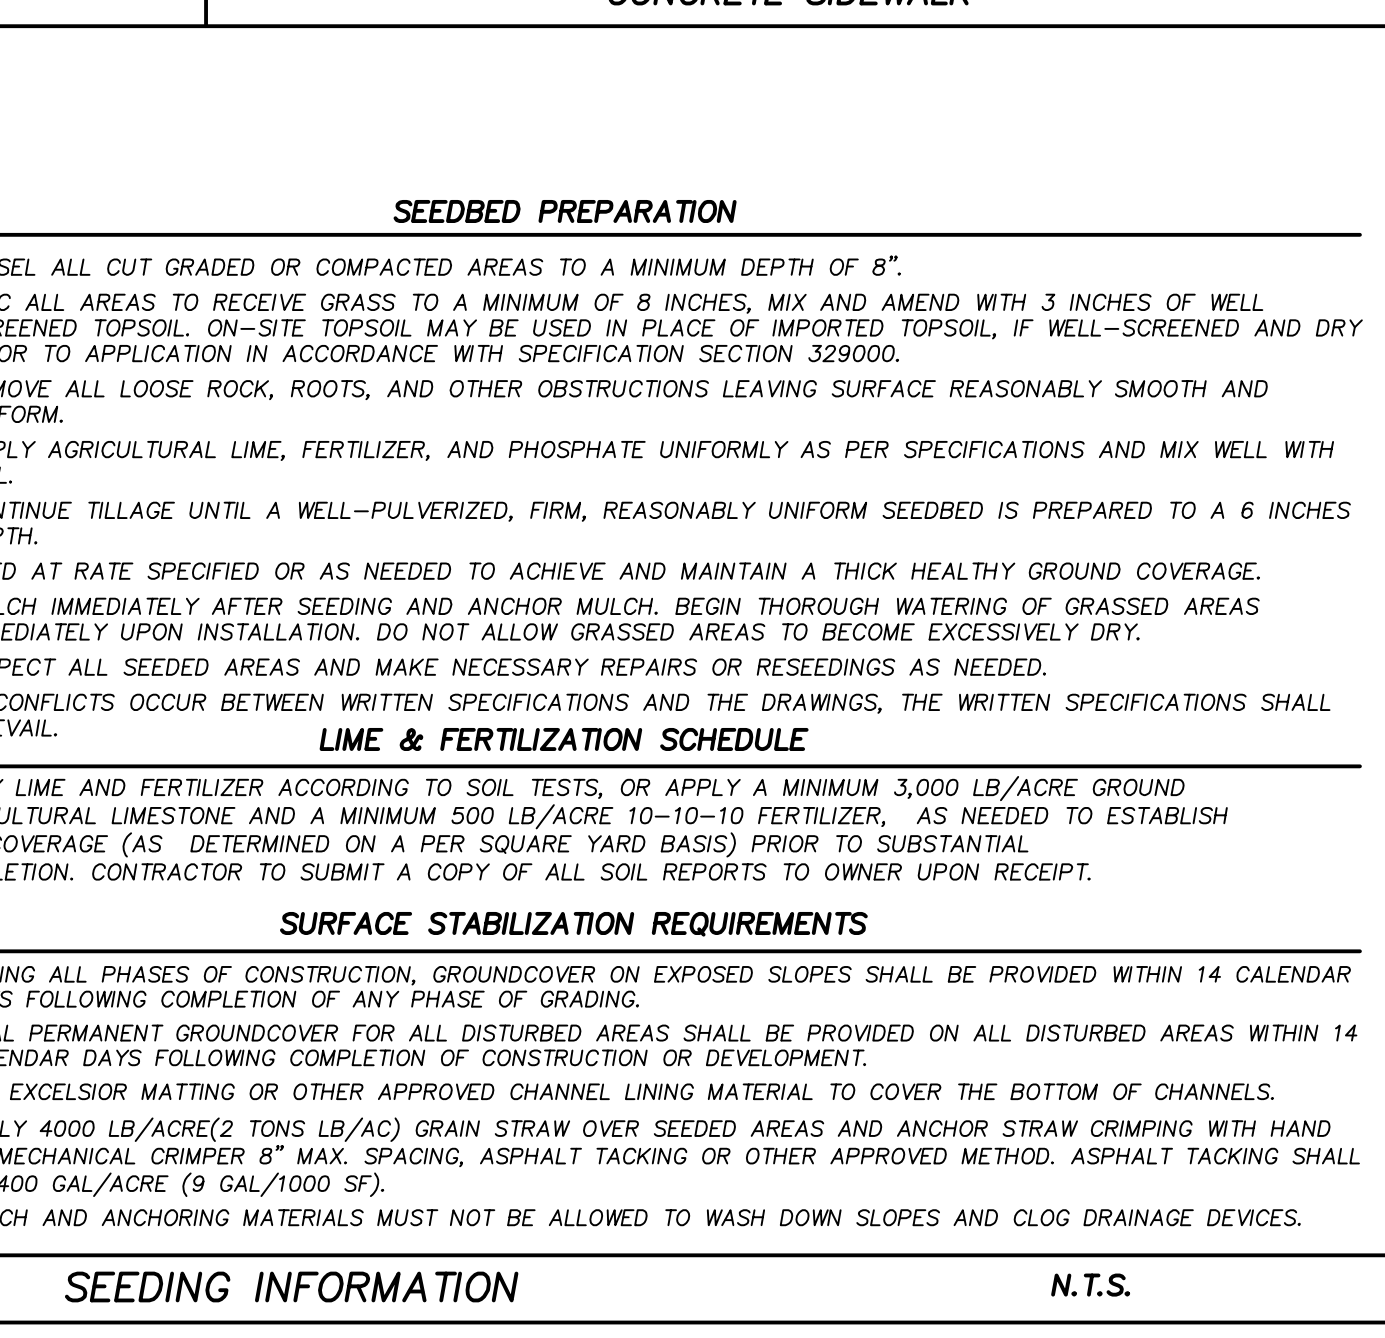 CONCRETE SIDEWALK
SEEDBED PREPARATION
SEL ALL CUT GRADED OR COMPACTED AREAS TO A MINIMUM DEPTH OF 8".
C ALL AREAS TO RECEIVE GRASS TO A MINIMUM OF 8 INCHES, MIX AND AMEND WITH 3 INCHES OF WELL
REENED TOPSOIL. ON-SITE TOPSOIL MAY BE USED IN PLACE OF IMPORTED TOPSOIL, IF WELL-SCREENED AND DRY
OR TO APPLICATION IN ACCORDANCE WITH SPECIFICATION SECTION 329000.
MOVE ALL LOOSE ROCK, ROOTS, AND OTHER OBSTRUCTIONS LEAVING SURFACE REASONABLY SMOOTH AND
FORM.
PLY AGRICULTURAL LIME, FERTILIZER, AND PHOSPHATE UNIFORMLY AS PER SPECIFICATIONS AND MIX WELL WITH
L.
NTINUE TILLAGE UNTIL A WELL-PULVERIZED, FIRM, REASONABLY UNIFORM SEEDBED IS PREPARED TO A 6 INCHES
PTH.
ED AT RATE SPECIFIED OR AS NEEDED TO ACHIEVE AND MAINTAIN A THICK HEALTHY GROUND COVERAGE.
LCH IMMEDIATELY AFTER SEEDING AND ANCHOR MULCH. BEGIN THOROUGH WATERING OF GRASSED AREAS
EDIATELY UPON INSTALLATION. DO NOT ALLOW GRASSED AREAS TO BECOME EXCESSIVELY DRY.
PECT ALL SEEDED AREAS AND MAKE NECESSARY REPAIRS OR RESEEDINGS AS NEEDED.
CONFLICTS OCCUR BETWEEN WRITTEN SPECIFICATIONS AND THE DRAWINGS, THE WRITTEN SPECIFICATIONS SHALL
EVAIL.
LIME & FERTILIZATION SCHEDULE
Y LIME AND FERTILIZER ACCORDING TO SOIL TESTS, OR APPLY A MINIMUM 3,000 LB/ACRE GROUND
ULTURAL LIMESTONE AND A MINIMUM 500 LB/ACRE 10-10-10 FERTILIZER, AS NEEDED TO ESTABLISH
COVERAGE (AS DETERMINED ON A PER SQUARE YARD BASIS) PRIOR TO SUBSTANTIAL
LETION. CONTRACTOR TO SUBMIT A COPY OF ALL SOIL REPORTS TO OWNER UPON RECEIPT.
SURFACE STABILIZATION REQUIREMENTS
ING ALL PHASES OF CONSTRUCTION, GROUNDCOVER ON EXPOSED SLOPES SHALL BE PROVIDED WITHIN 14 CALENDAR
S FOLLOWING COMPLETION OF ANY PHASE OF GRADING.
AL PERMANENT GROUNDCOVER FOR ALL DISTURBED AREAS SHALL BE PROVIDED ON ALL DISTURBED AREAS WITHIN 14
ENDAR DAYS FOLLOWING COMPLETION OF CONSTRUCTION OR DEVELOPMENT.
EXCELSIOR MATTING OR OTHER APPROVED CHANNEL LINING MATERIAL TO COVER THE BOTTOM OF CHANNELS.
LY 4000 LB/ACRE(2 TONS LB/AC) GRAIN STRAW OVER SEEDED AREAS AND ANCHOR STRAW CRIMPING WITH HAND
MECHANICAL CRIMPER 8" MAX. SPACING, ASPHALT TACKING OR OTHER APPROVED METHOD. ASPHALT TACKING SHALL
400 GAL/ACRE (9 GAL/1000 SF).
CH AND ANCHORING MATERIALS MUST NOT BE ALLOWED TO WASH DOWN SLOPES AND CLOG DRAINAGE DEVICES.
SEEDING INFORMATION
N.T.S.